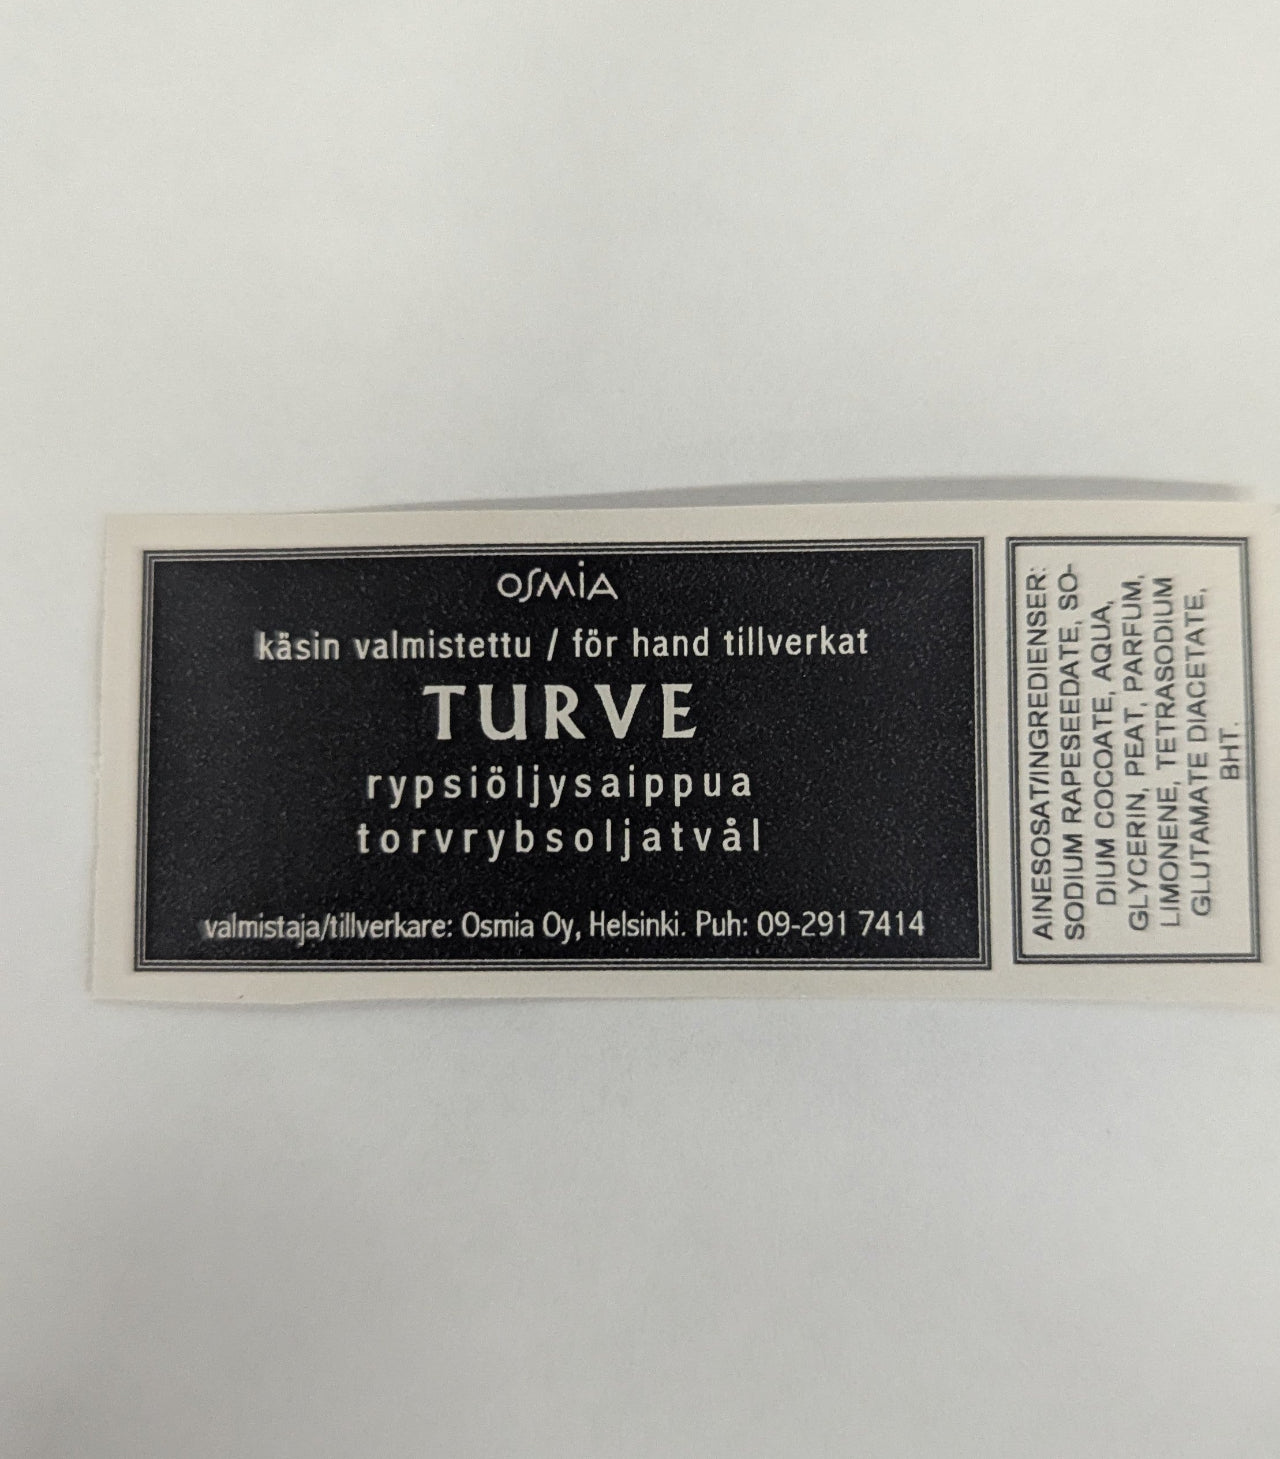 OSMiA
käsin valmistettu / för hand tillverkat
TURVE
rypsiöljysaippua
torvrybsoljatvål
valmistaja/tillverkare: Osmia Oy, Helsinki. Puh: 09-291 7414
AINESOSAT/INGREDIENSER:
SODIUM RAPESEEDATE, SO-
DIUM COCOATE, AQUA,
GLYCERIN, PEAT, PARFUM,
LIMONENE, TETRASODIUM
GLUTAMATE DIACETATE,
BHT.